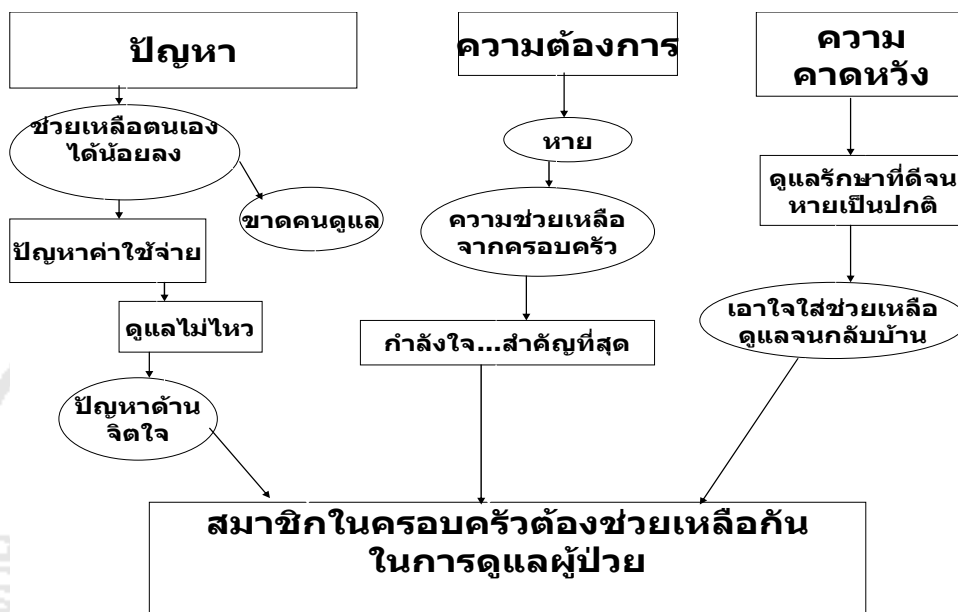 ปัญหา
ช่วยเหลือตนเอง
ได้น้อยลง
ขาดคนดูแล
ปัญหาค่าใช้จ่าย
ดูแลไม่ไหว
ปัญหาด้าน
จิตใจ
ความต้องการ
หาย
ความช่วยเหลือ
จากครอบครัว
กำลังใจ...สำคัญที่สุด
ความ
คาดหวัง
ดูแลรักษาที่ดีจน
หายเป็นปกติ
เอาใจใส่ช่วยเหลือ
ดูแลจนกลับบ้าน
สมาชิกในครอบครัวต้องช่วยเหลือกัน
ในการดูแลผู้ป่วย